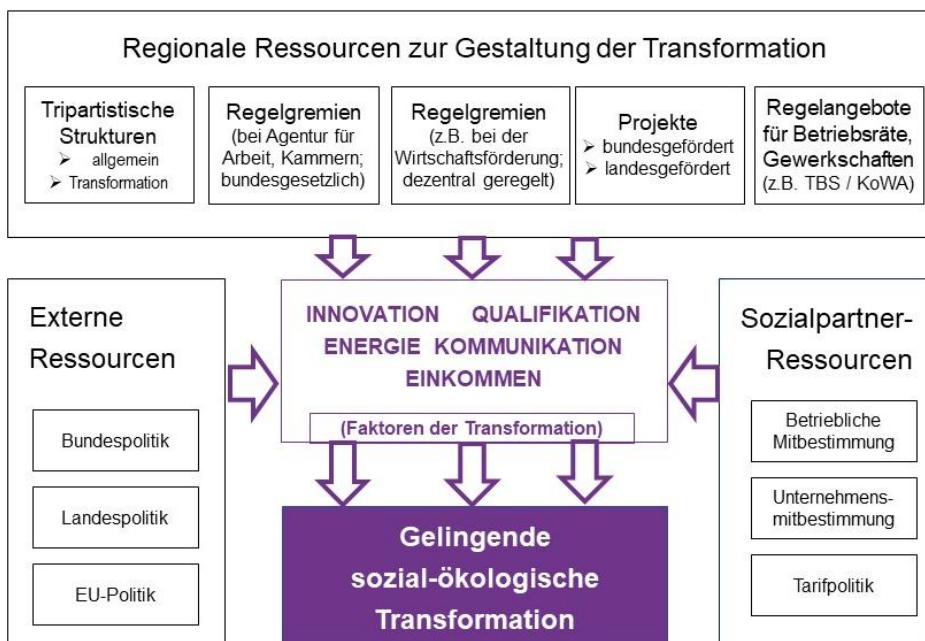 Regionale Ressourcen zur Gestaltung der Transformation
Tripartistische
Strukturen
➢ allgemein
➢ Transformation
Regelgremien
(bei Agentur für
Arbeit, Kammern;
bundesgesetzlich)
Regelgremien
(z.B. bei der
Wirtschaftsförderung;
dezentral geregelt)
Projekte
➢ bundesgefördert
➢ landesgefördert
Regelangebote
für Betriebsräte,
Gewerkschaften
(z.B. TBS / KoWA)
Externe
Ressourcen
Bundespolitik
Landespolitik
EU-Politik
INNOVATION QUALIFIKATION
ENERGIE KOMMUNIKATION
EINKOMMEN
(Faktoren der Transformation)
Gelingende
sozial-ökologische
Transformation
Sozialpartner-
Ressourcen
Betriebliche
Mitbestimmung
Unternehmens-
mitbestimmung
Tarifpolitik